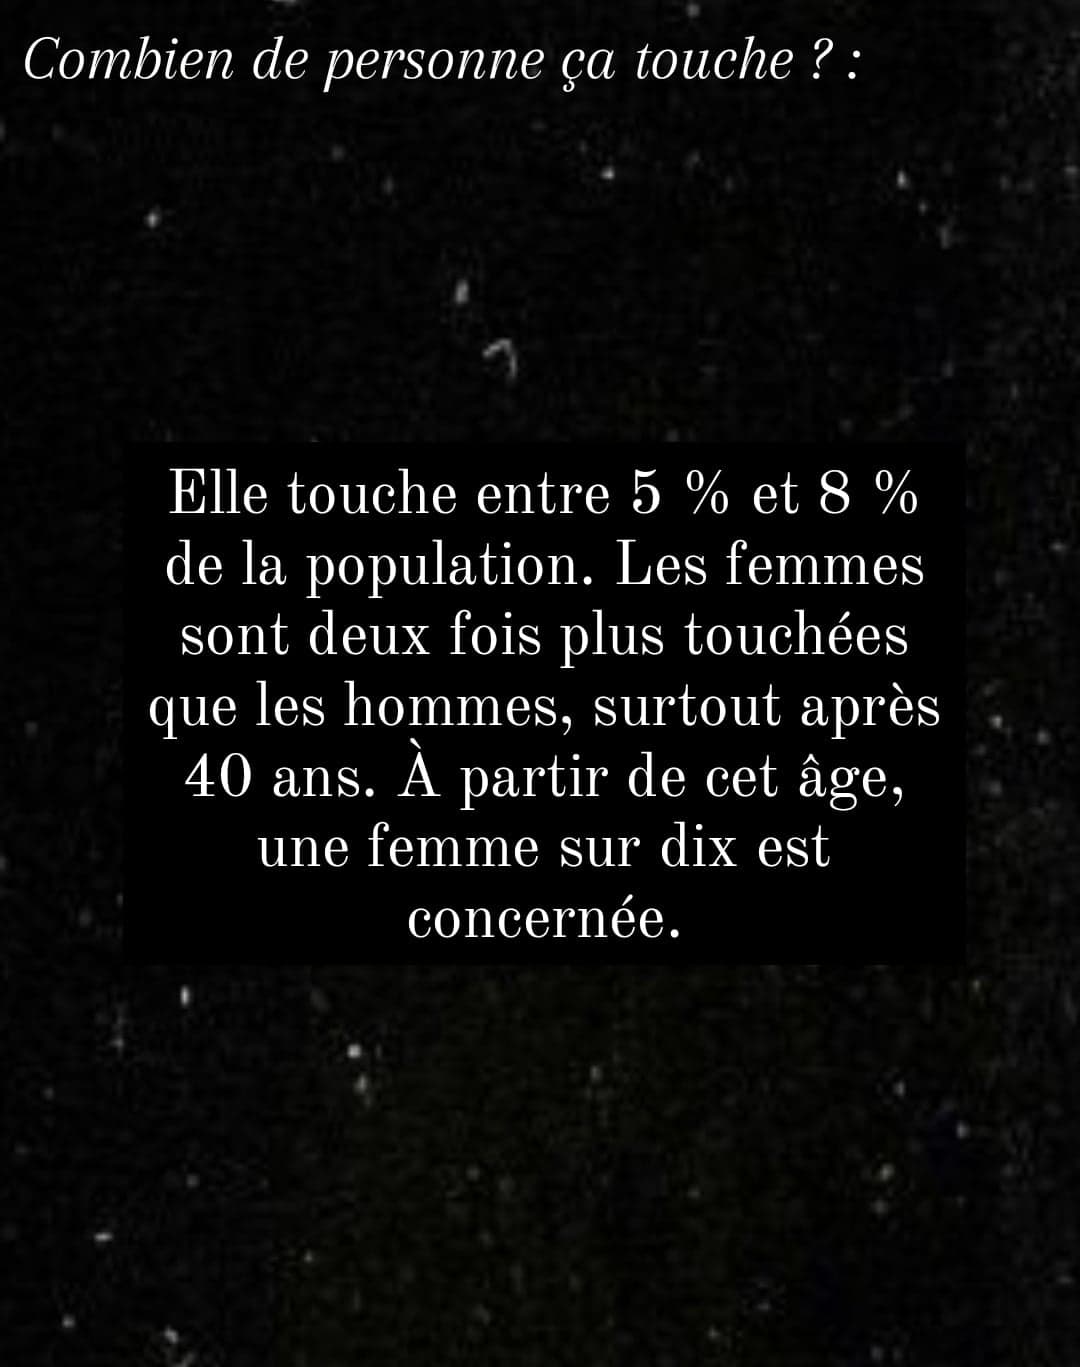 Combien de personne ça touche ? :
Elle touche entre 5 % et 8 %
de la population. Les femmes
sont deux fois plus touchées
que les hommes, surtout après
40 ans. À partir de cet âge,
une femme sur dix est
concernée.